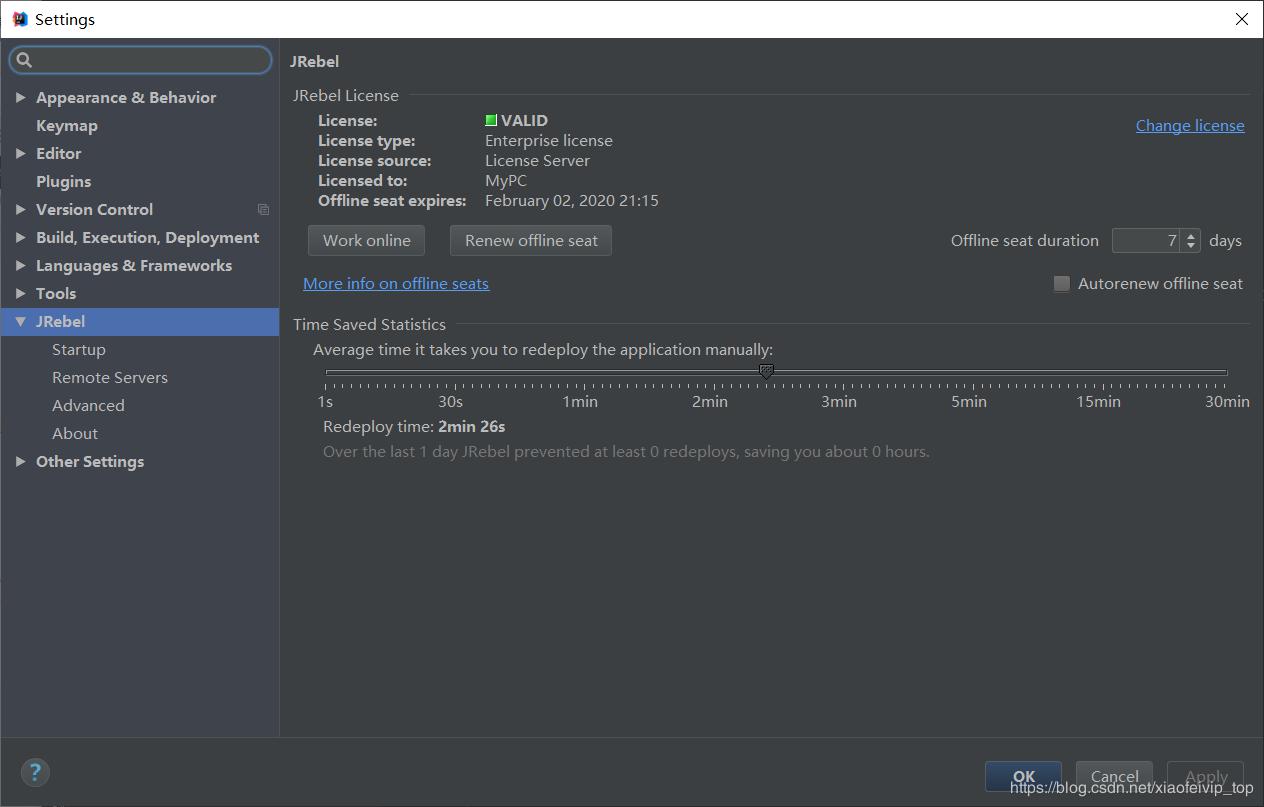 Settings
JRebel
Appearance & Behavior
Keymap
Editor
Plugins
Version Control
Build, Execution, Deployment
Languages & Frameworks
Tools
JRebel
Startup
Remote Servers
Advanced
About
Other Settings
JRebel License
License: VALID
Change license
License type: Enterprise license
License source: License Server
Licensed to: MyPC
Offline seat expires: February 02, 2020 21:15
Work online Renew offline seat Offline seat duration 7 days
More info on offline seats Autorenew offline seat
Time Saved Statistics
Average time it takes you to redeploy the application manually:
1s 30s 1min 2min 3min 5min 15min 30min
Redeploy time: 2min 26s
Over the last 1 day JRebel prevented at least 0 redeploys, saving you about 0 hours.
? OK Cancel Apply
https://blog.csdn.net/xiaofeivip_top